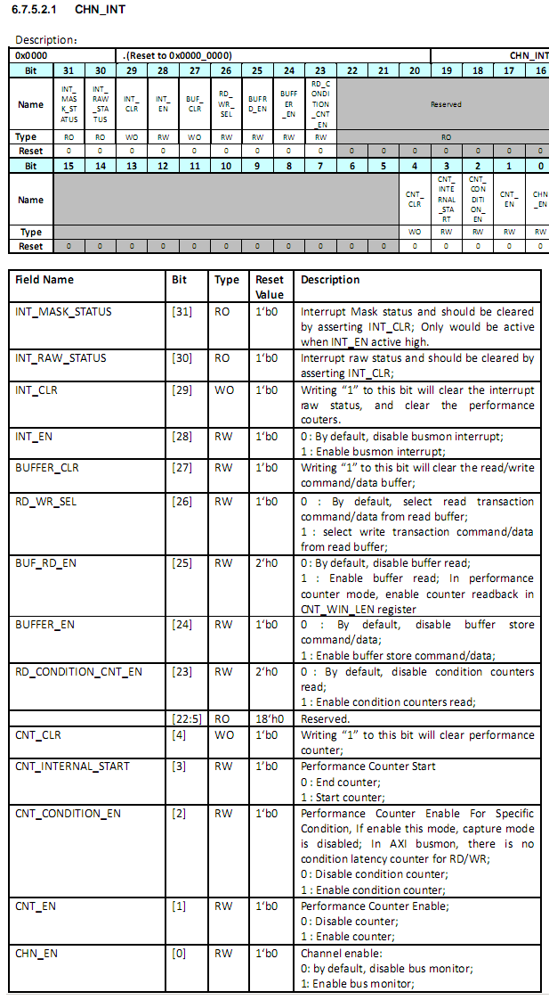 6.7.5.2.1 CHN_INT
Description:
0x0000 .(Reset to 0x0000_0000) CHN_INT
Bit 31 30 29 28 27 26 25 24 23 22 21 20 19 18 17 16
Name INT_MASK_STATUS INT_RAW_STATUS INT_CLR INT_EN BUF_CLR RD_WR_SEL BUFRD_EN BUFFER_EN RD_CONDITION_CNT_EN Reserved
Type RO RO WO RW WO RW RW RW RW RO
Reset 0 0 0 0 0 0 0 0 0 0 0 0 0 0 0 0
Bit 15 14 13 12 11 10 9 8 7 6 5 4 3 2 1 0
Name CNT_CLR CNT_INTERNAL_START CNT_CONDITION_EN CNT_EN CHN_EN
Type WO RW RW RW RW
Reset 0 0 0 0 0 0 0 0 0 0 0 0 0 0 0 0
Field Name Bit Type Reset Value Description
INT_MASK_STATUS [31] RO 1'b0 Interrupt Mask status and should be cleared
by asserting INT_CLR; Only would be active
when INT_EN active high.
INT_RAW_STATUS [30] RO 1'b0 Interrupt raw status and should be cleared by
asserting INT_CLR;
INT_CLR [29] WO 1'b0 Writing “1” to this bit will clear the interrupt
raw status, and clear the performance
couters.
INT_EN [28] RW 1'b0 0: By default, disable busmon interrupt;
1: Enable busmon interrupt;
BUFFER_CLR [27] RW 1'b0 Writing “1” to this bit will clear the read/write
command/data buffer;
RD_WR_SEL [26] RW 1'b0 0 : By default, select read transaction
command/data from read buffer;
1 : select write transaction command/data
from read buffer;
BUF_RD_EN [25] RW 2'h0 0: By default, disable buffer read;
1 : Enable buffer read; In performance
counter mode, enable counter readback in
CNT_WIN_LEN register
BUFFER_EN [24] RW 1'b0 0 : By default, disable buffer store
command/data;
1: Enable buffer store command/data;
RD_CONDITION_CNT_EN [23] RW 2'h0 0 : By default, disable condition counters
read;
1: Enable condition counters read;
[22:5] RO 18'h0 Reserved.
CNT_CLR [4] WO 1'b0 Writing “1” to this bit will clear performance
counter;
CNT_INTERNAL_START [3] RW 1'b0 Performance Counter Start
0: End counter;
1: Start counter;
CNT_CONDITION_EN [2] RW 1'b0 Performance Counter Enable For Specific
Condition, If enable this mode, capture mode
is disabled; In AXI busmon, there is no
condition latency counter for RD/WR;
0: Disable condition counter;
1: Enable condition counter;
CNT_EN [1] RW 1'b0 Performance Counter Enable;
0: Disable counter;
1: Enable counter;
CHN_EN [0] RW 1'b0 Channel enable:
0: by default, disable bus monitor;
1: Enable bus monitor;